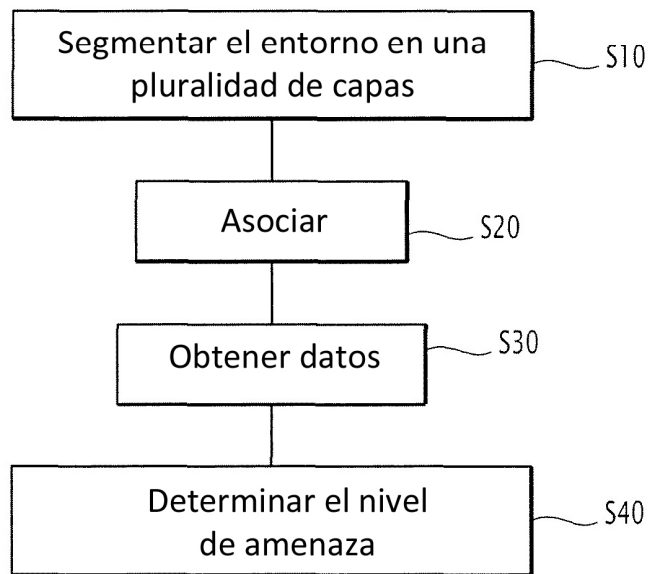 Segmentar el entorno en una
pluralidad de capas
S10
Asociar
S20
Obtener datos
S30
Determinar el nivel
de amenaza
S40